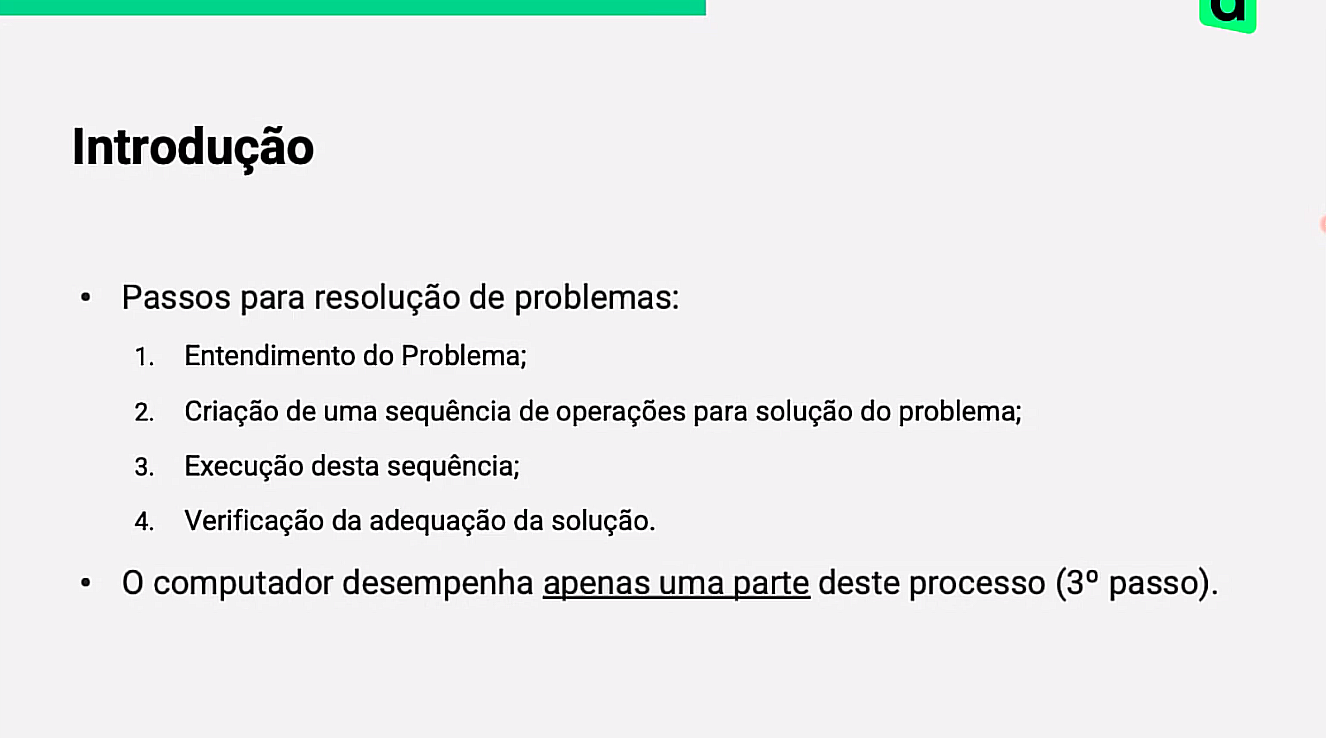 Introdução
• Passos para resolução de problemas:
1. Entendimento do Problema;
2. Criação de uma sequência de operações para solução do problema;
3. Execução desta sequência;
4. Verificação da adequação da solução.
• O computador desempenha apenas uma parte deste processo (3º passo).